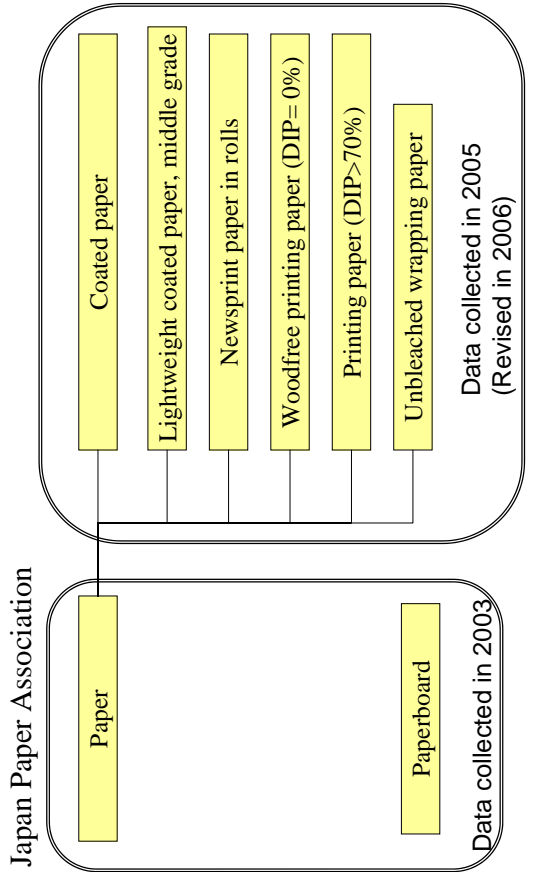 Japan Paper Association
Paper
Paperboard
Data collected in 2003
Coated paper
Lightweight coated paper, middle grade
Newsprint paper in rolls
Woodfree printing paper (DIP= 0%)
Printing paper (DIP>70%)
Unbleached wrapping paper
Data collected in 2005
(Revised in 2006)